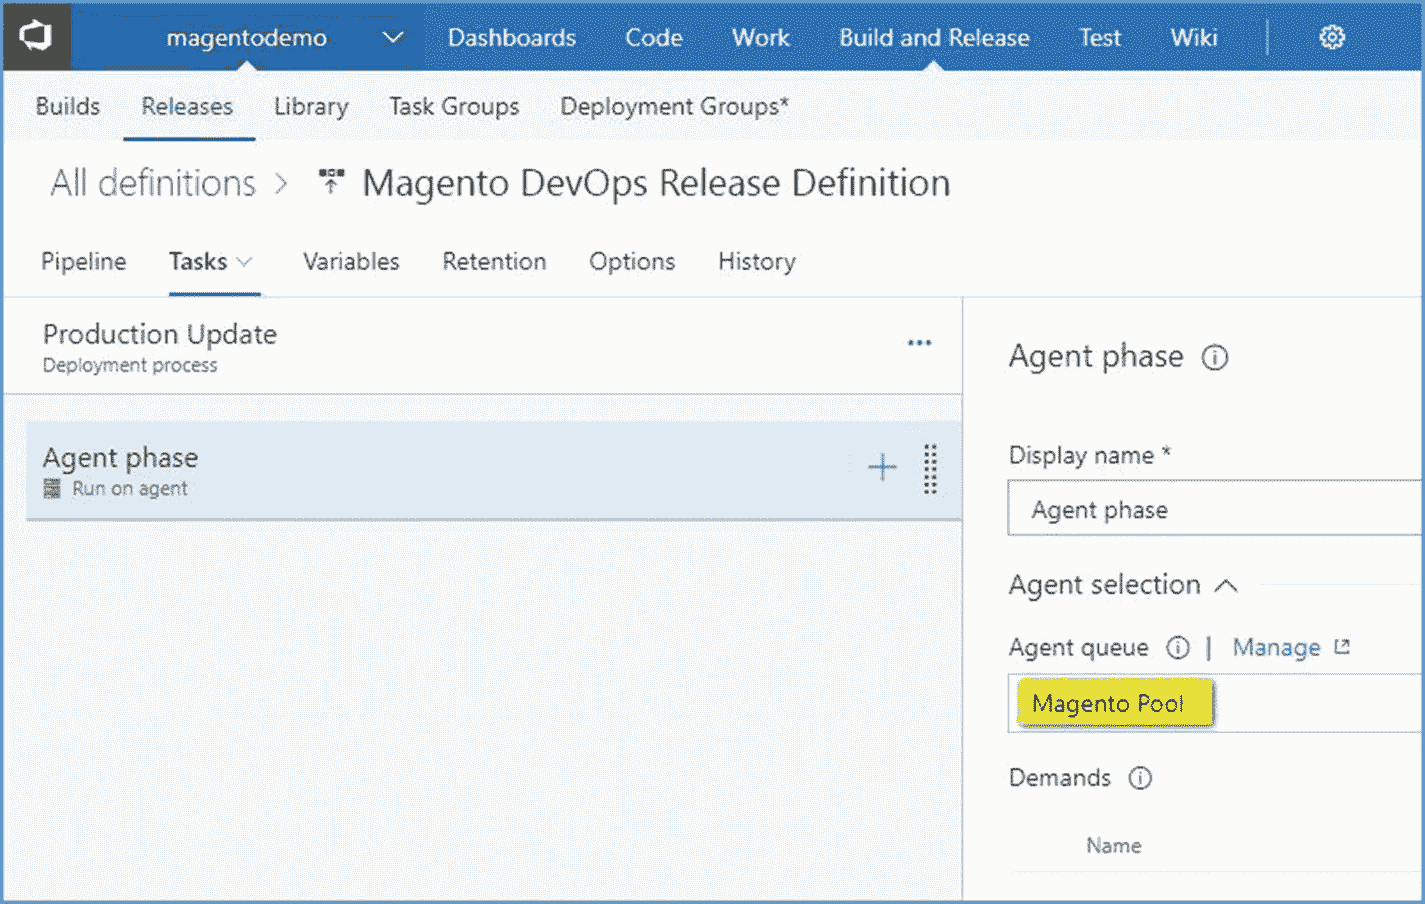 magentodemo Dashboards Code Work Build and Release Test Wiki
Builds Releases Library Task Groups Deployment Groups*
All definitions > Magento DevOps Release Definition
Pipeline Tasks Variables Retention Options History
Production Update
Deployment process
Agent phase
Run on agent
Agent phase
Display name *
Agent phase
Agent selection
Agent queue | Manage
Magento Pool
Demands
Name